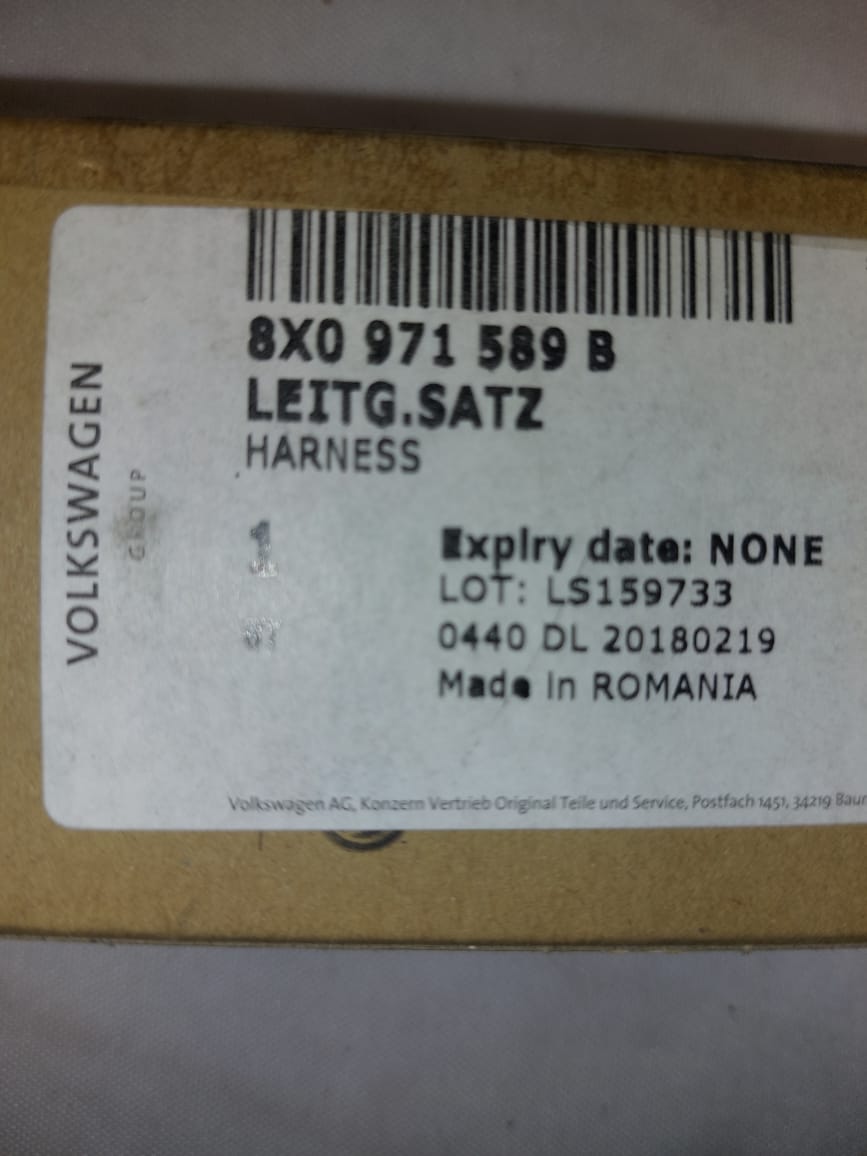 8X0 971 589 B
LEITG.SATZ
HARNESS
1
Expiry date: NONE
LOT: LS159733
0440 DL 20180219
Made in ROMANIA
VOLKSWAGEN
GROUP
Volkswagen AG, Konzern Vertrieb Original Teile und Service, Postfach 1451, 34219